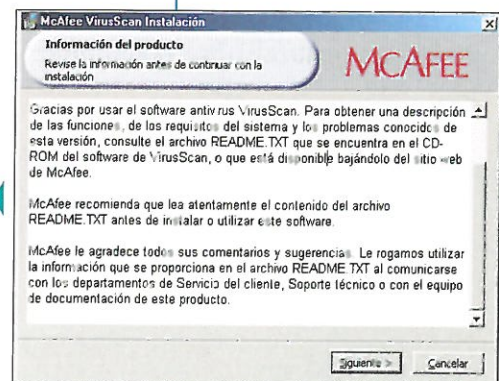 McAfee VirusScan Instalación
Información del producto
Revise la información antes de continuar con la
instalación
MCAFEE
Gracias por usar el software antivirus VirusScan. Para obtener una descripción
de las funciones, de los requisitos del sistema y los problemas conocidos de
esta versión, consulte el archivo README.TXT que se encuentra en el CD-
ROM del software de VirusScan, o que está disponible bajándolo del sitio web
de McAfee.
McAfee recomienda que lea atentamente el contenido del archivo
README.TXT antes de instalar o utilizar este software.
McAfee le agradece todos sus comentarios y sugerencias. Le rogamos utilizar
la información que se proporciona en el archivo README.TXT al comunicarse
con los departamentos de Servicio del cliente, Soporte técnico o con el equipo
de documentación de este producto.
Siguiente > Cancelar